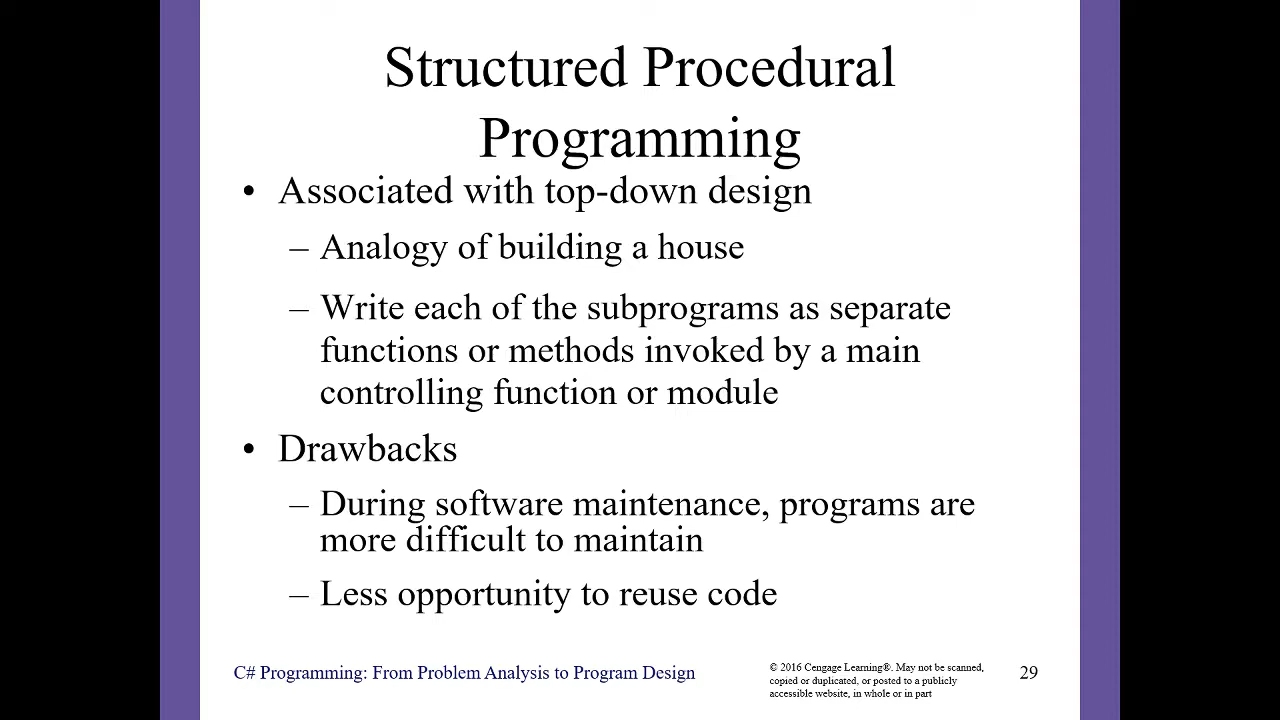 Structured Procedural
Programming
• Associated with top-down design
– Analogy of building a house
– Write each of the subprograms as separate
functions or methods invoked by a main
controlling function or module
• Drawbacks
– During software maintenance, programs are
more difficult to maintain
– Less opportunity to reuse code
C# Programming: From Problem Analysis to Program Design
© 2016 Cengage Learning®. May not be scanned,
copied or duplicated, or posted to a publicly
accessible website, in whole or in part
29